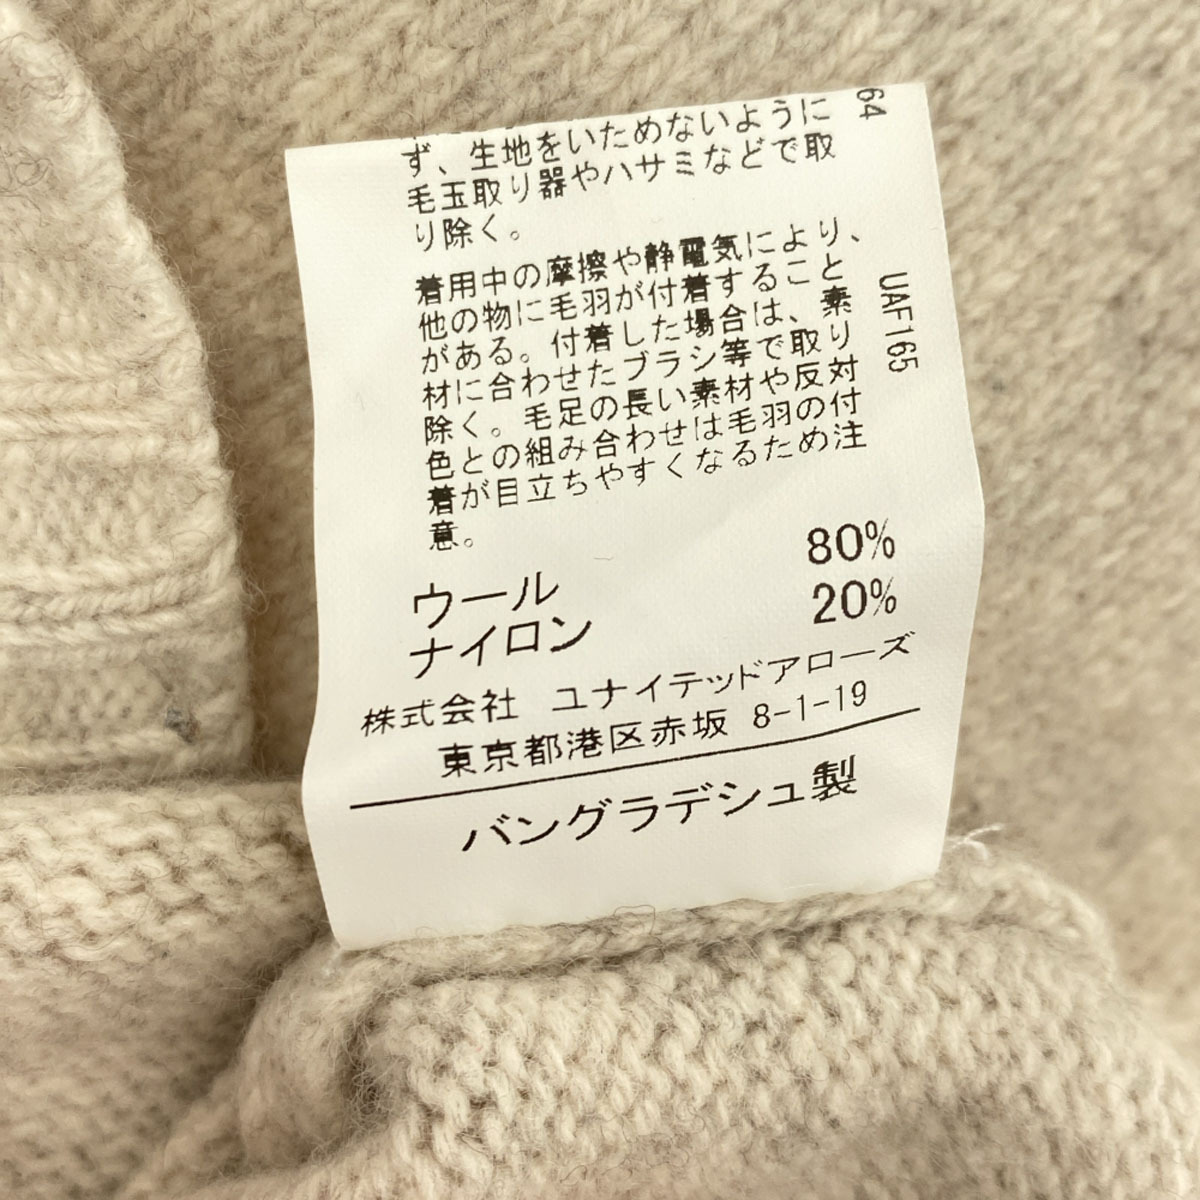 ず、生地をいためないように
毛玉取り器やハサミなどで取
り除く。
着用中の摩擦や静電気により、
他の物に毛羽が付着すること
がある。付着した場合は、素
材に合わせたブラシ等で取り
除く。毛足の長い素材や反対
色との組み合わせは毛羽の付
着が目立ちやすくなるため注
意。
ウール 80%
ナイロン 20%
株式会社 ユナイテッドアローズ
東京都港区赤坂 8-1-19
バングラデシュ製
64
UAF165